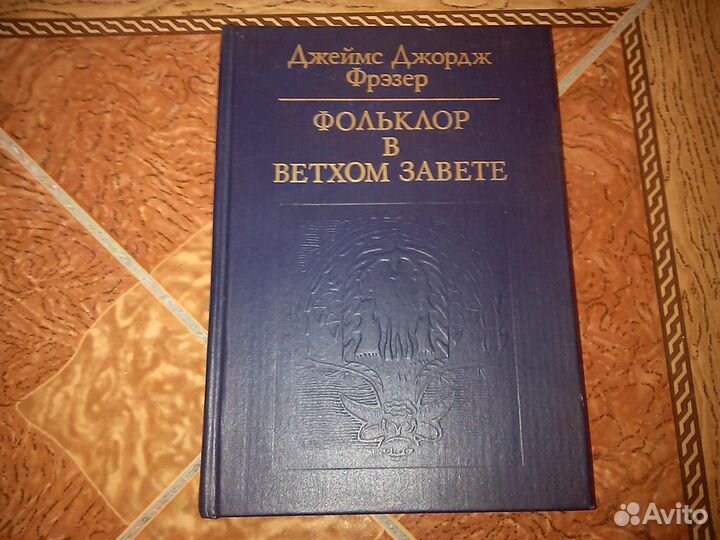 Джеймс Джордж
Фрэзер
ФОЛЬКЛОР
В
ВЕТХОМ ЗАВЕТЕ
Avito